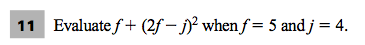 11 Evaluate f + (2f − j)² when f = 5 and j = 4.